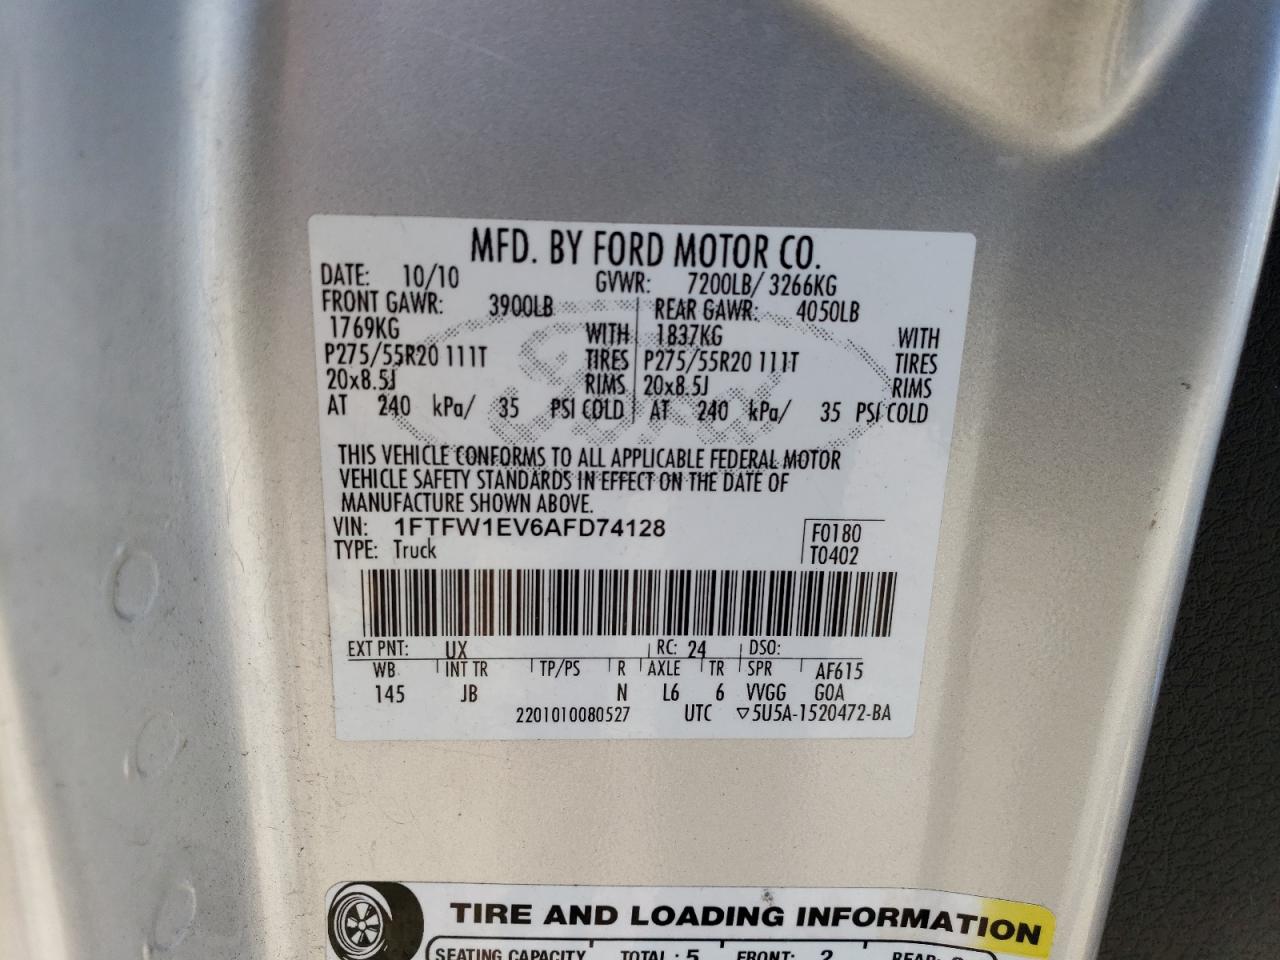 MFD. BY FORD MOTOR CO.
DATE: 10/10 GVWR: 7200LB/ 3266KG
FRONT GAWR: 3900LB REAR GAWR: 4050LB
1769KG WITH 1837KG WITH
P275/55R20 111T TIRES P275/55R20 111T TIRES
20x8.5J RIMS 20x8.5J RIMS
AT 240 kPa/ 35 PSI COLD AT 240 kPa/ 35 PSI COLD
THIS VEHICLE CONFORMS TO ALL APPLICABLE FEDERAL MOTOR
VEHICLE SAFETY STANDARDS IN EFFECT ON THE DATE OF
MANUFACTURE SHOWN ABOVE.
VIN: 1FTFW1EV6AFD74128 F0180
TYPE: Truck T0402
EXT PNT: UX RC: 24 DSO:
WB INT TR TP/PS R AXLE TR SPR AF615
145 JB N L6 6 VVGG GOA
2201010080527 UTC ▽5U5A-1520472-BA
TIRE AND LOADING INFORMATION
SEATING CAPACITY TOTAL : 5 FRONT: 2 REAR: